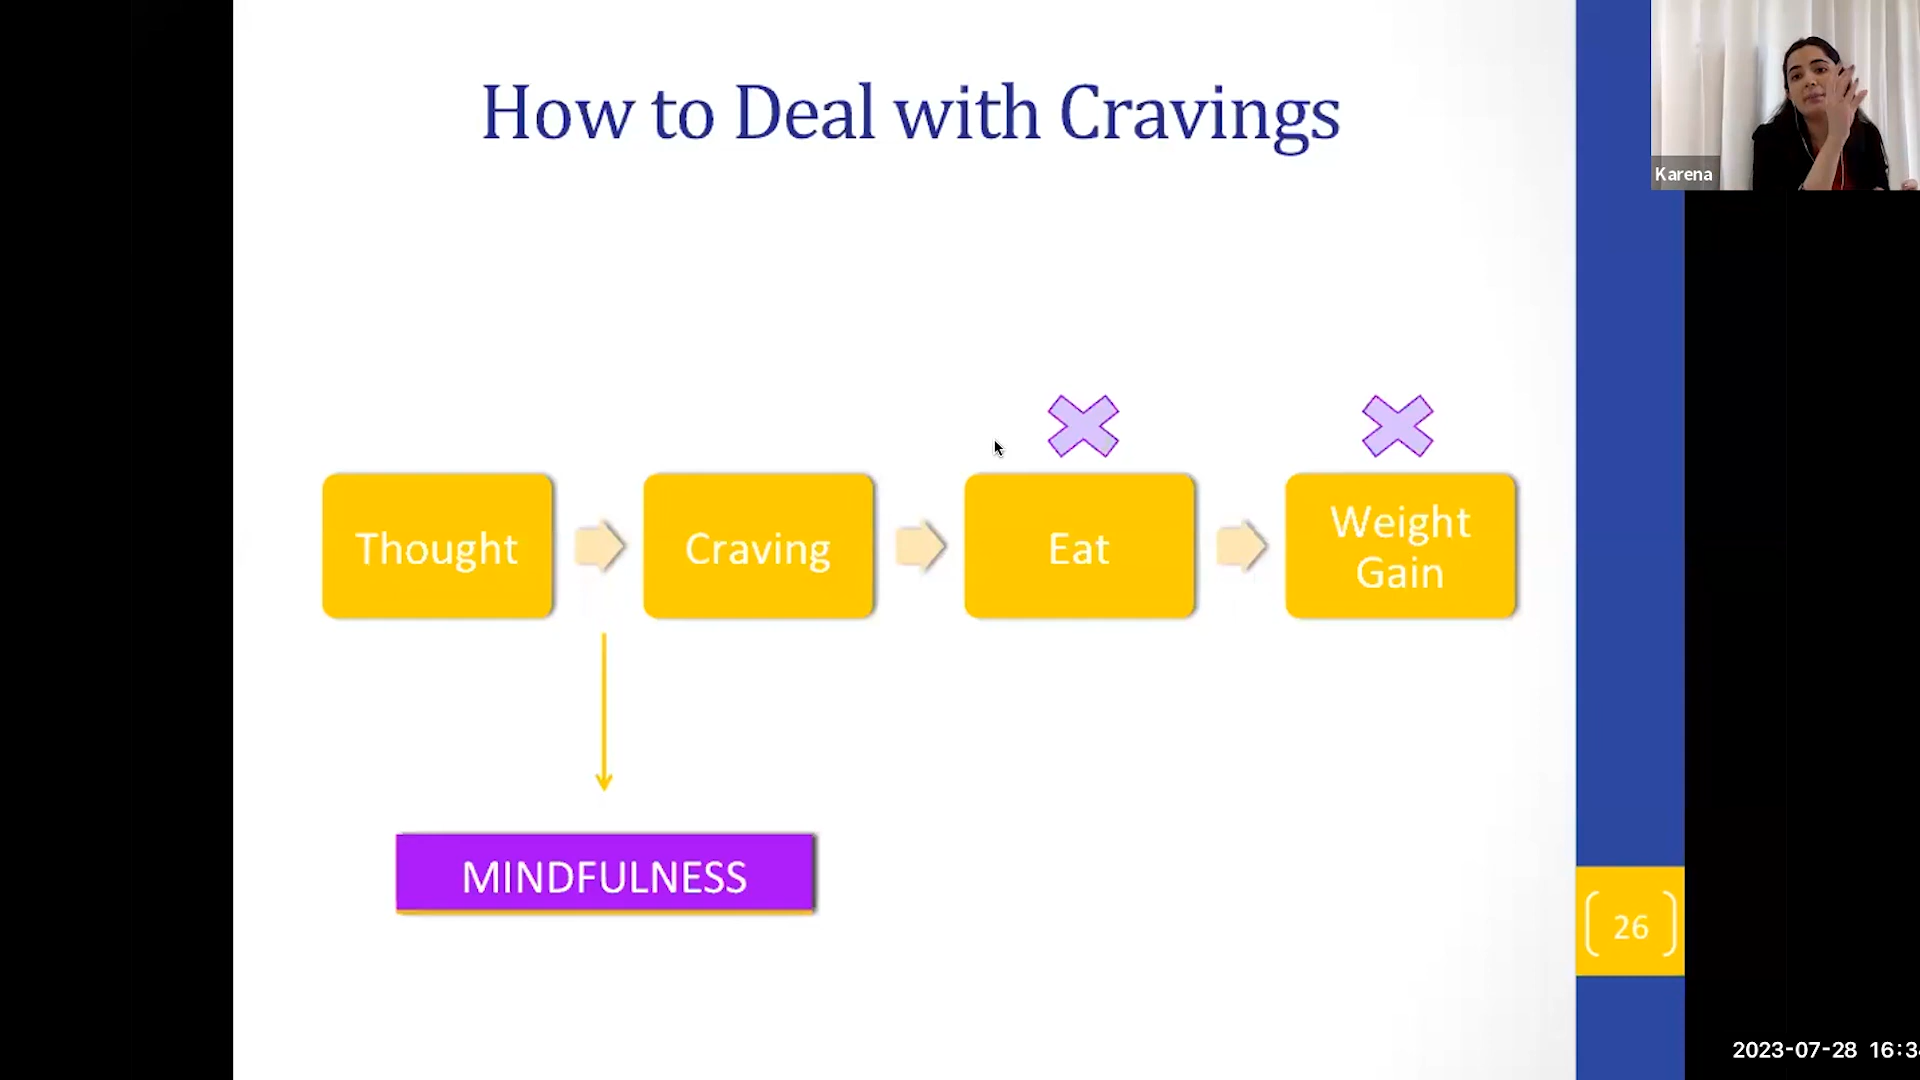 How to Deal with Cravings
Karena
Thought
Craving
Eat
Weight
Gain
MINDFULNESS
26
2023-07-28 16:3